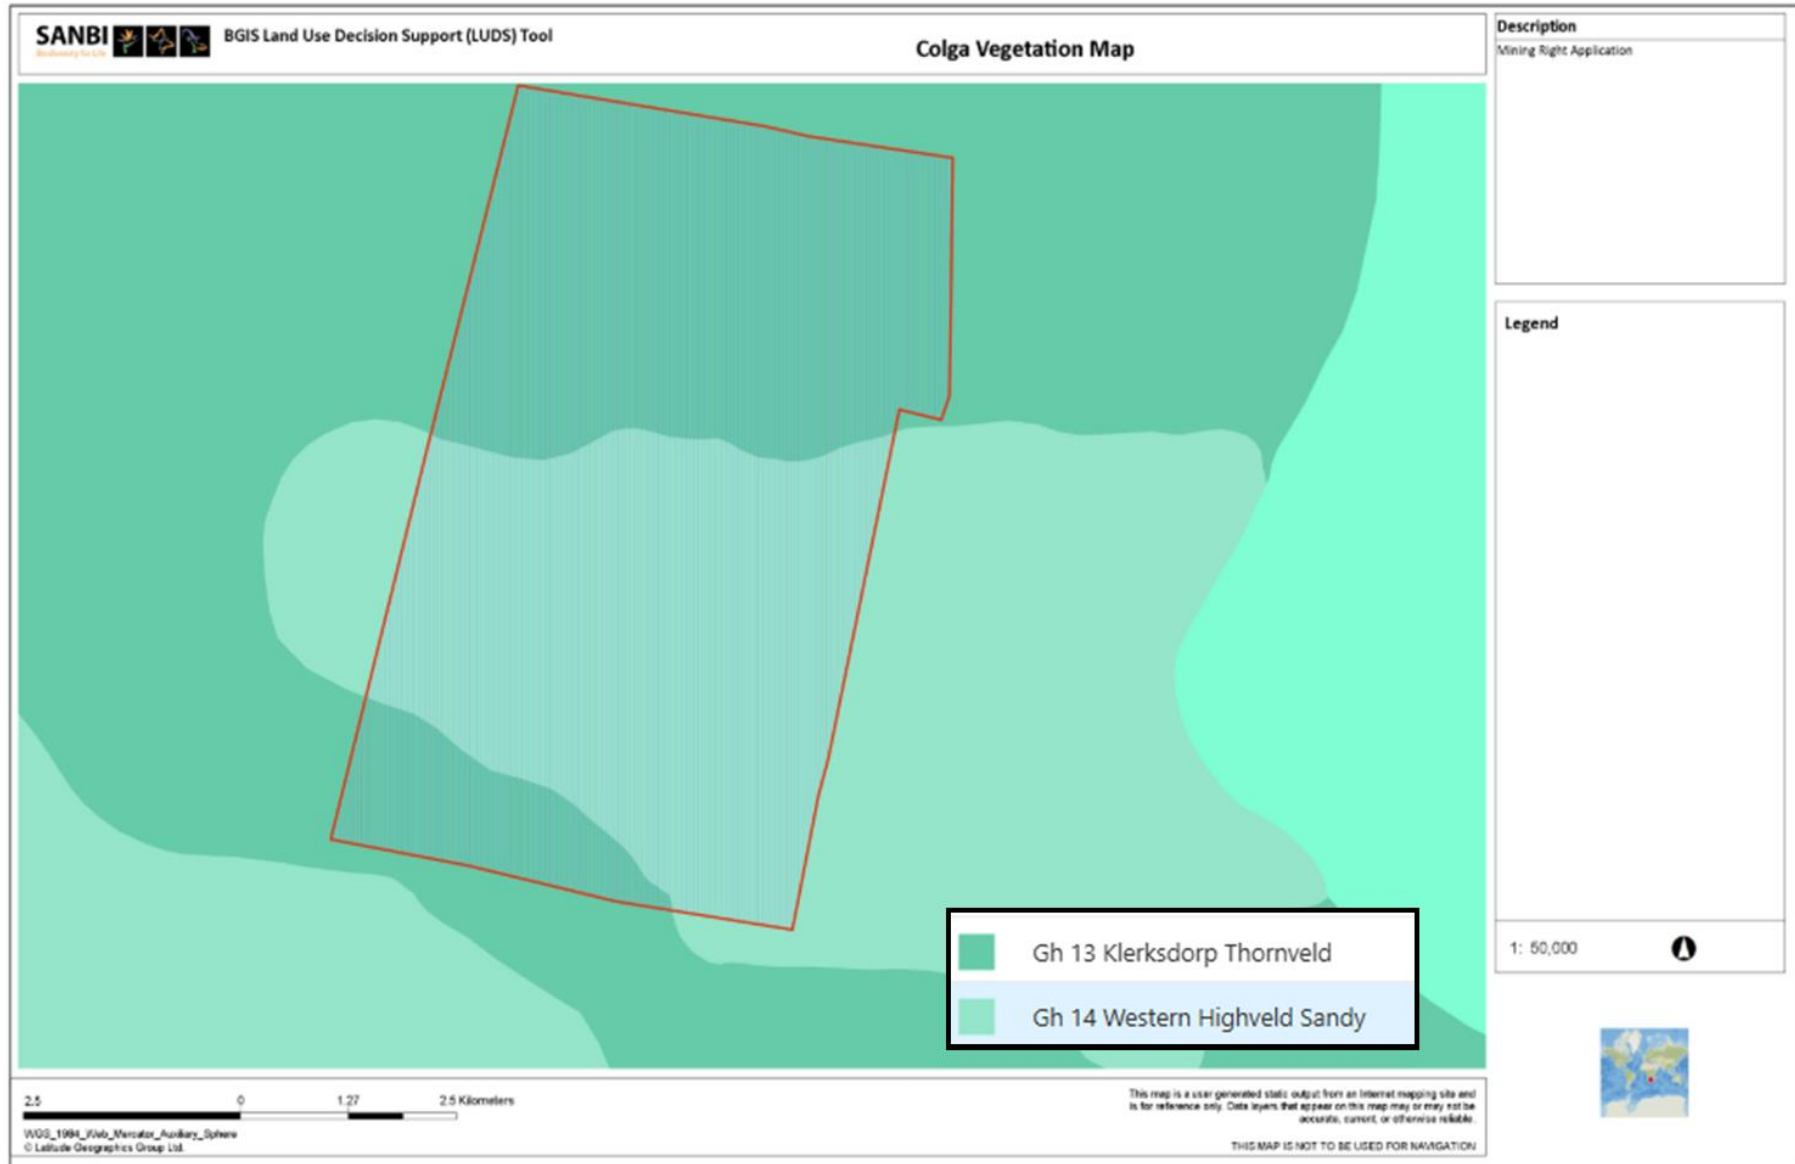 SANBI
Biodiversity for Life
BGIS Land Use Decision Support (LUDS) Tool
Colga Vegetation Map
Description
Mining Right Application
Legend
Gh 13 Klerksdorp Thornveld
Gh 14 Western Highveld Sandy
1: 50,000
2.5 0 1.27 2.5 Kilometers
WGS_1984_Web_Mercator_Auxiliary_Sphere
© Latitude Geographics Group Ltd.
This map is a user generated static output from an Internet mapping site and
is for reference only. Data layers that appear on this map may or may not be
accurate, current, or otherwise reliable.
THIS MAP IS NOT TO BE USED FOR NAVIGATION